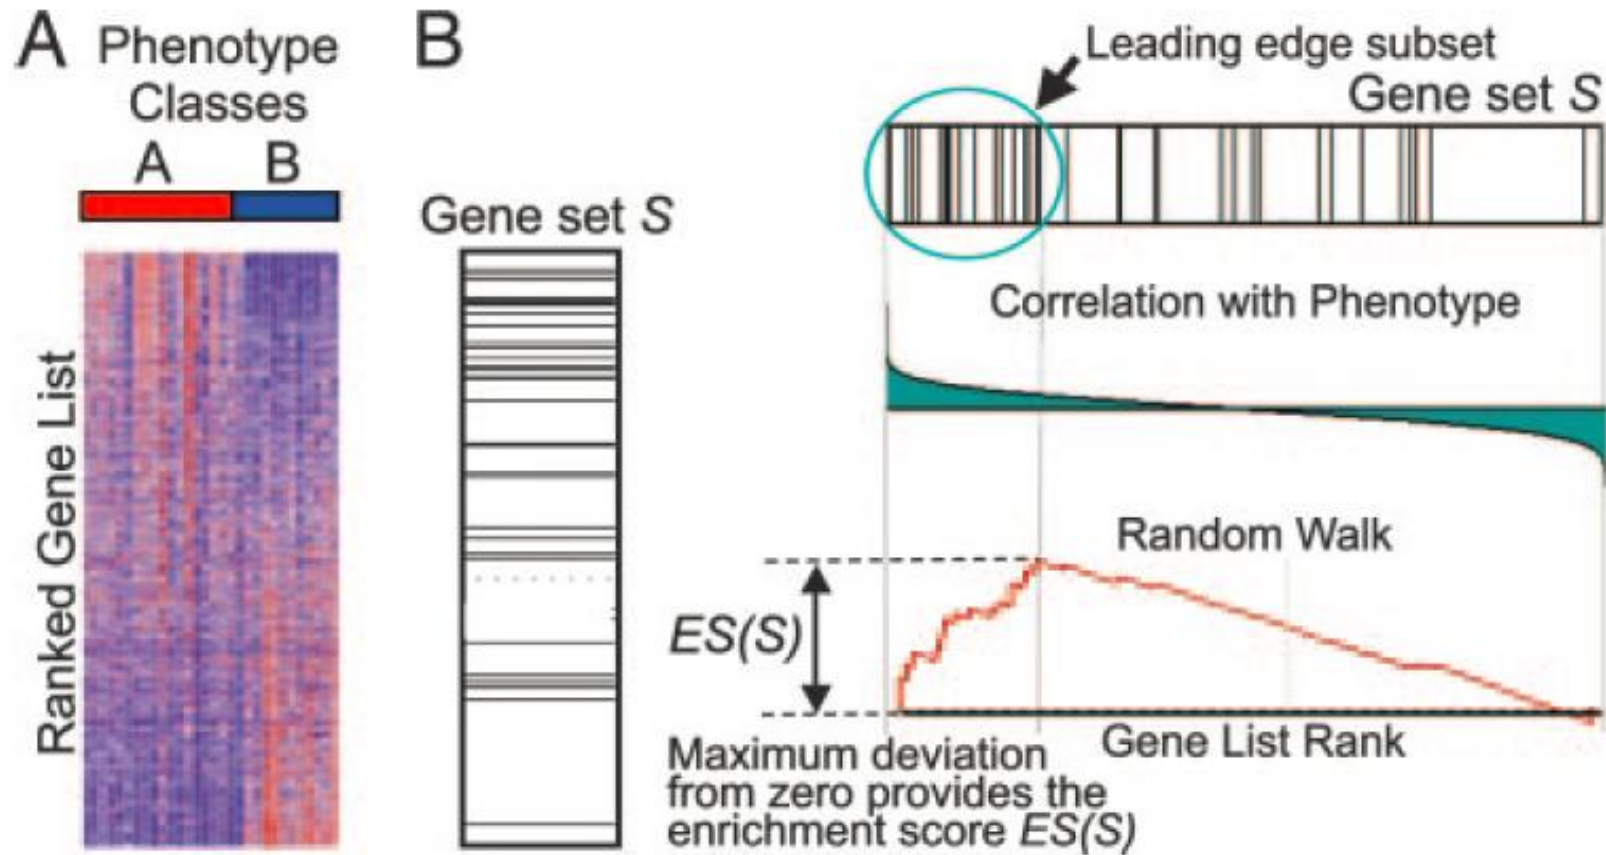 A
Phenotype
Classes
A B
Ranked Gene List
Gene set S
B
Leading edge subset
Gene set S
Correlation with Phenotype
Random Walk
ES(S)
Gene List Rank
Maximum deviation
from zero provides the
enrichment score ES(S)